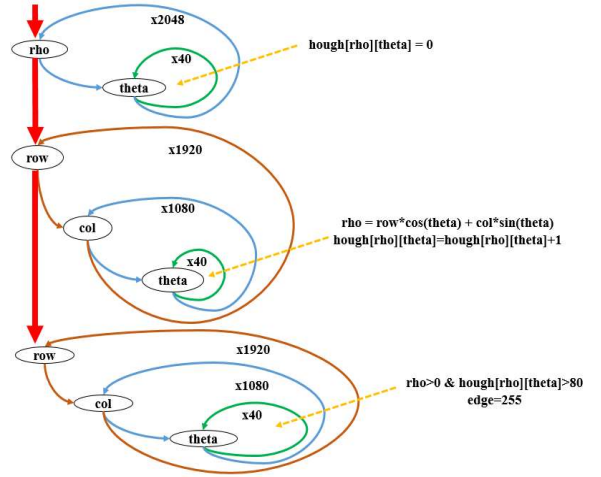 x2048
rho
x40
hough[rho][theta] = 0
theta
x1920
row
x1080
col
rho = row*cos(theta) + col*sin(theta)
hough[rho][theta]=hough[rho][theta]+1
x40
theta
x1920
row
x1080
rho>0 & hough[rho][theta]>80
edge=255
col
x40
theta